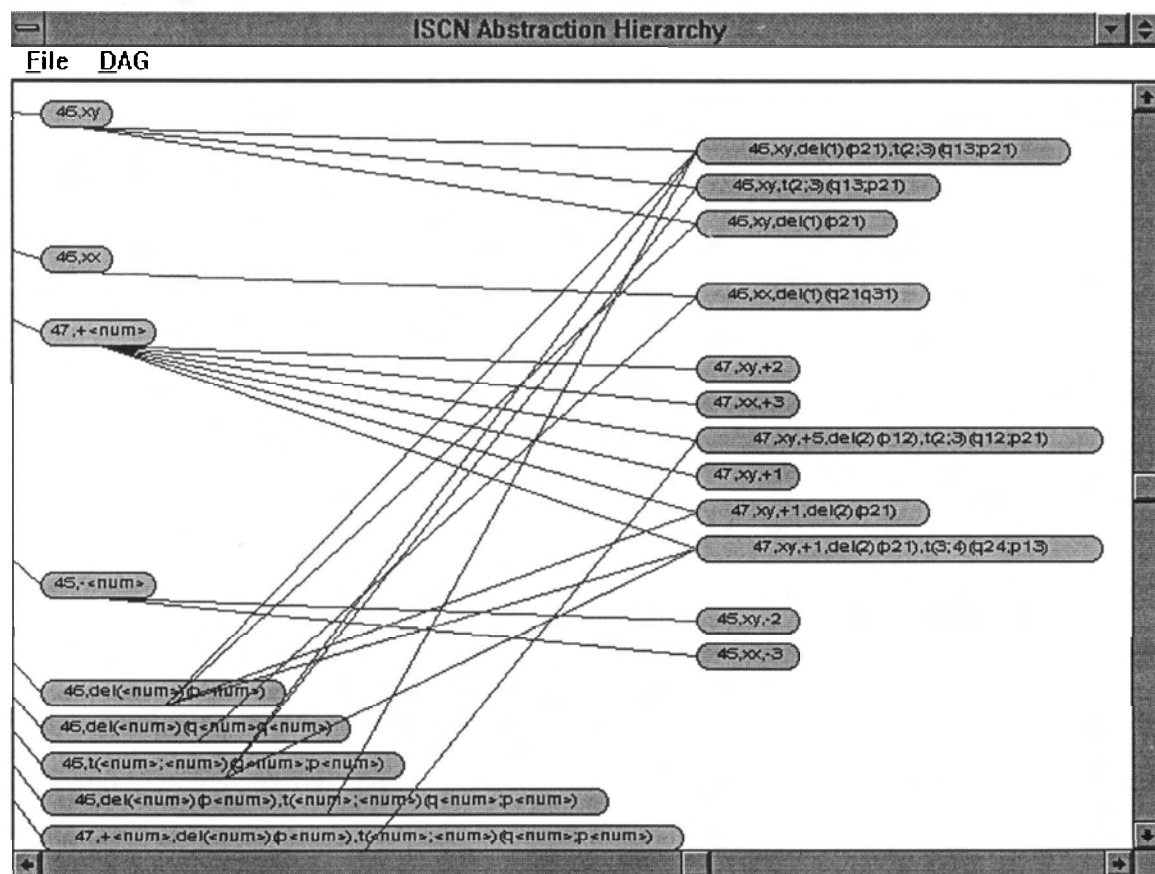 ISCN Abstraction Hierarchy
File DAG
46,xy
46,xy,del(1)(p21),t(2;3)(q13;p21)
46,xy,t(2;3)(q13;p21)
46,xy,del(1)(p21)
46,xx
46,xx,del(1)(q21q31)
47,+<num>
47,xy,+2
47,xx,+3
47,xy,+5,del(2)(p12),t(2;3)(q12;p21)
47,xy,+1
47,xy,+1,del(2)(p21)
47,xy,+1,del(2)(p21),t(3;4)(q24;p13)
45,-<num>
45,xy,-2
45,xx,-3
46,del(<num>)(p<num>)
46,del(<num>)(q<num>q<num>)
46,t(<num>;<num>)(q<num>;p<num>)
46,del(<num>)(p<num>),t(<num>;<num>)(q<num>;p<num>)
47,+<num>,del(<num>)(p<num>),t(<num>;<num>)(q<num>;p<num>)